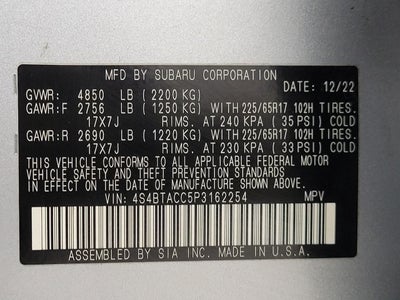 MFD BY SUBARU CORPORATION
GVWR: 4850 LB (2200 KG) DATE: 12/22
GAWR:F 2756 LB (1250 KG) WITH 225/65R17 102H TIRES.
17X7J RIMS. AT 240 KPA (35 PSI) COLD
GAWR:R 2690 LB (1220 KG) WITH 225/65R17 102H TIRES.
17X7J RIMS. AT 230 KPA (33 PSI) COLD
THIS VEHICLE CONFORMS TO ALL APPLICABLE FEDERAL MOTOR
VEHICLE SAFETY AND THEFT PREVENTION STANDARDS
IN EFFECT ON THE DATE OF MANUFACTURE SHOWN ABOVE.
VIN: 4S4BTACC5P3162254 MPV
ASSEMBLED BY SIA INC. MADE IN U.S.A.